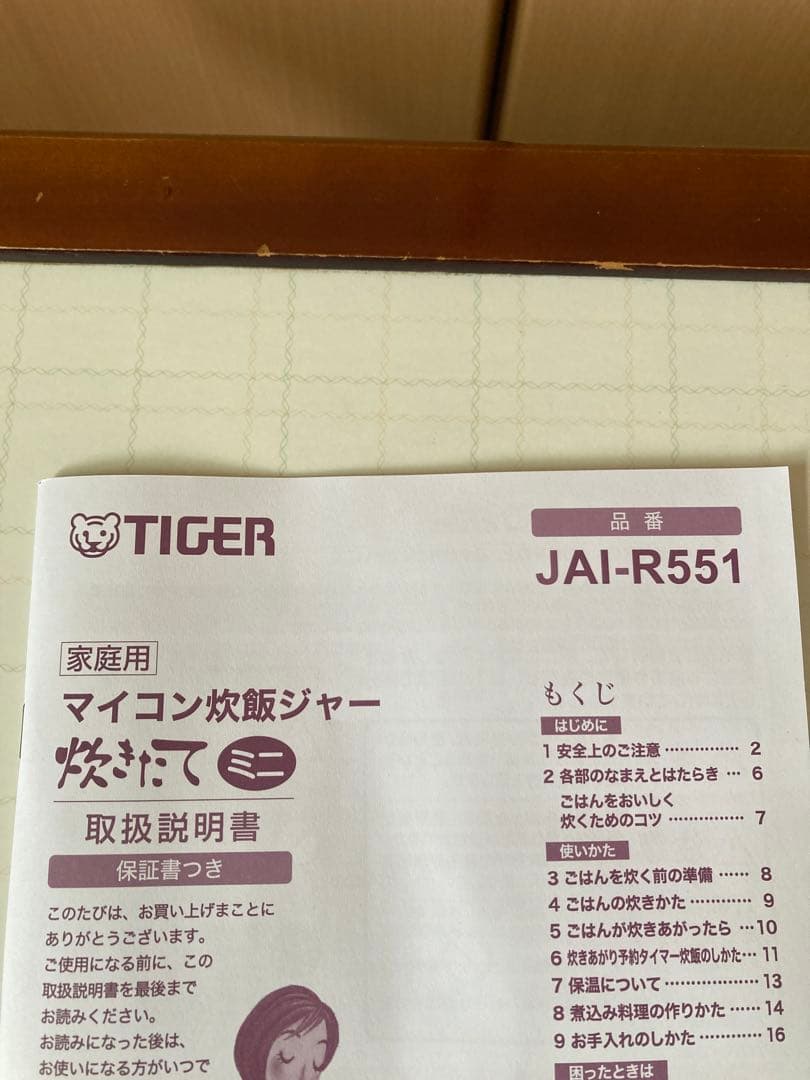 TIGER
品番
JAI-R551
家庭用
マイコン炊飯ジャー
炊きたて ミニ
取扱説明書
保証書つき
このたびは、お買い上げまことに
ありがとうございます。
ご使用になる前に、この
取扱説明書を最後まで
お読みください。
お読みになった後は、
お使いになる方がいつで
もくじ
はじめに
1 安全上のご注意 …………… 2
2 各部のなまえとはたらき … 6
ごはんをおいしく
炊くためのコツ …………… 7
使いかた
3 ごはんを炊く前の準備 …… 8
4 ごはんの炊きかた ………… 9
5 ごはんが炊きあがったら …10
6 炊きあがり予約タイマー炊飯のしかた… 11
7 保温について ……………… 13
8 煮込み料理の作りかた …… 14
9 お手入れのしかた ………… 16
困ったときは